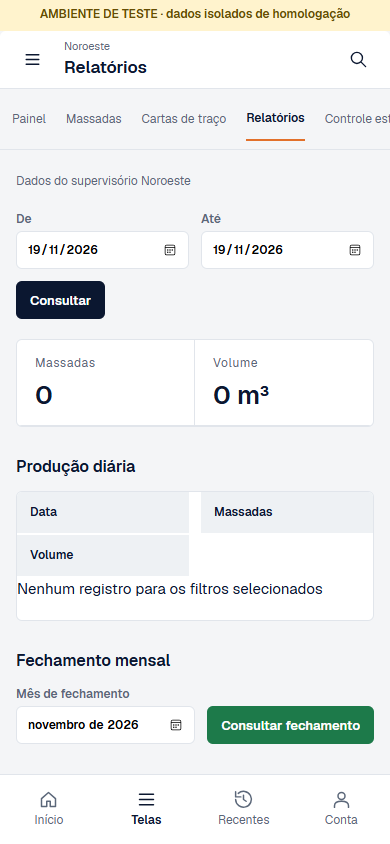 AMBIENTE DE TESTE · dados isolados de homologação
Noroeste
Relatórios
Painel Massadas Cartas de traço Relatórios Controle est
Dados do supervisório Noroeste
De Até
19/11/2026 19/11/2026
Consultar
Massadas Volume
0 0 m³
Produção diária
Data Massadas
Volume
Nenhum registro para os filtros selecionados
Fechamento mensal
Mês de fechamento
novembro de 2026 Consultar fechamento
Início Telas Recentes Conta